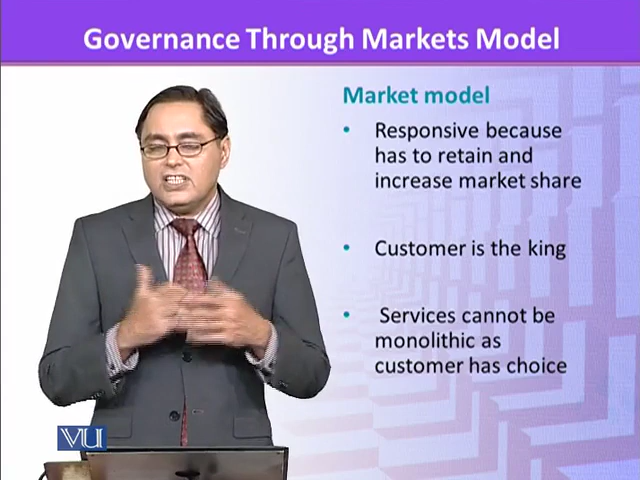 Governance Through Markets Model
Market model
• Responsive because
has to retain and
increase market share
• Customer is the king
• Services cannot be
monolithic as
customer has choice
VU